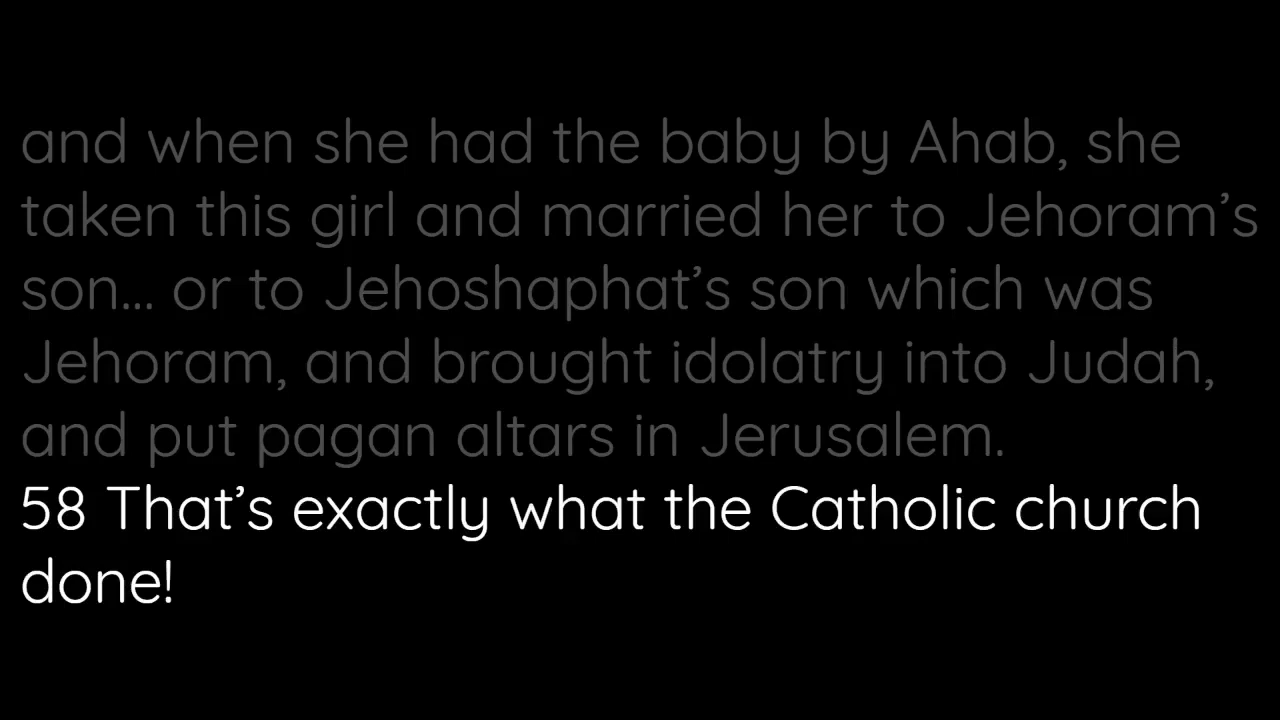 and when she had the baby by Ahab, she
taken this girl and married her to Jehoram’s
son... or to Jehoshaphat’s son which was
Jehoram, and brought idolatry into Judah,
and put pagan altars in Jerusalem.
58 That’s exactly what the Catholic church
done!